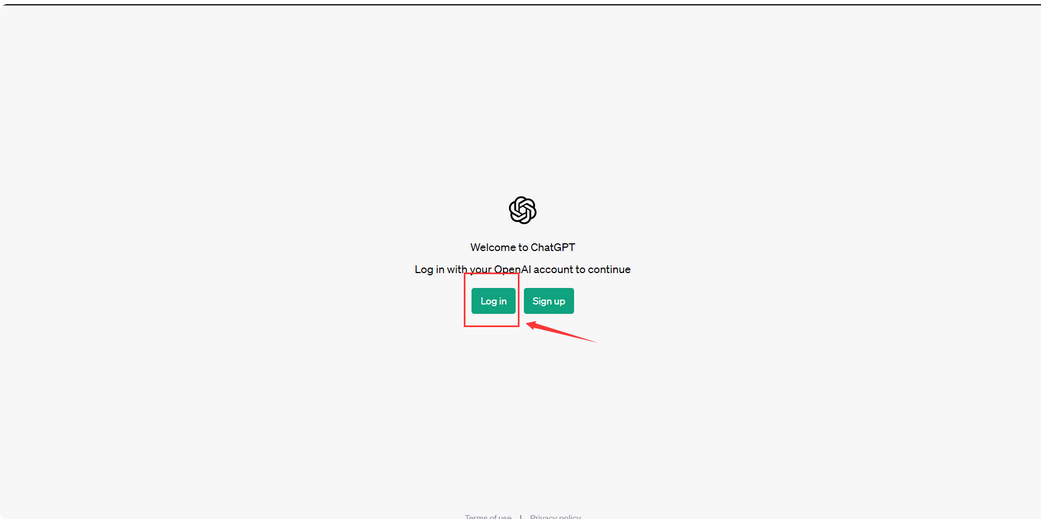 Welcome to ChatGPT
Log in with your OpenAI account to continue
Log in Sign up
Terms of use | Privacy policy